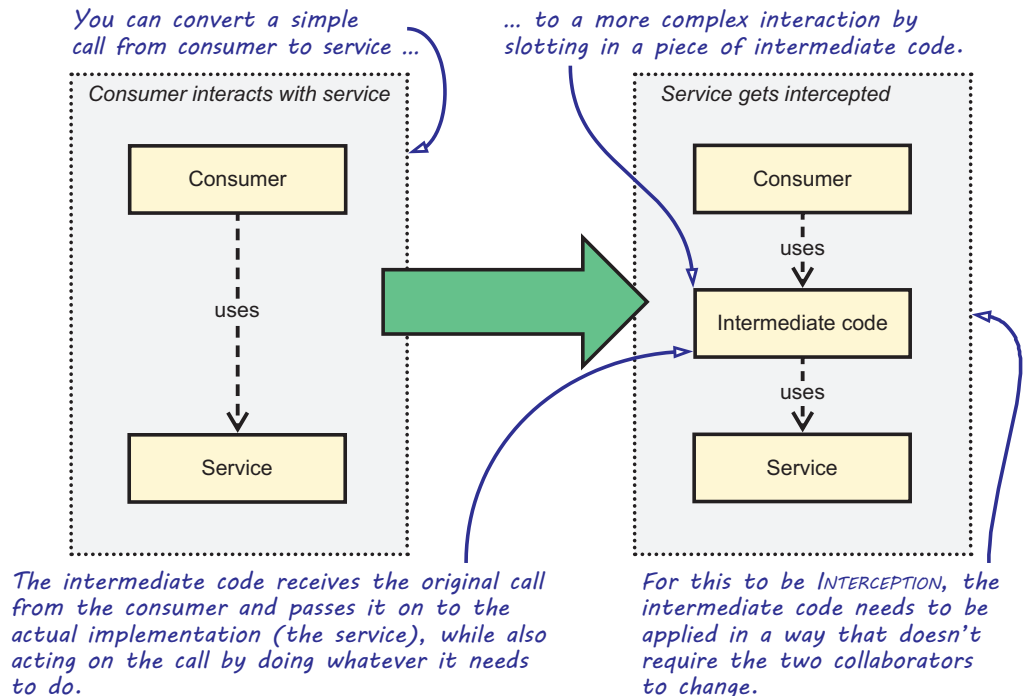 You can convert a simple
call from consumer to service ...
... to a more complex interaction by
slotting in a piece of intermediate code.
Consumer interacts with service
Consumer
uses
Service
Service gets intercepted
Consumer
uses
Intermediate code
uses
Service
The intermediate code receives the original call
from the consumer and passes it on to the
actual implementation (the service), while also
acting on the call by doing whatever it needs
to do.
For this to be INTERCEPTION, the
intermediate code needs to be
applied in a way that doesn't
require the two collaborators
to change.